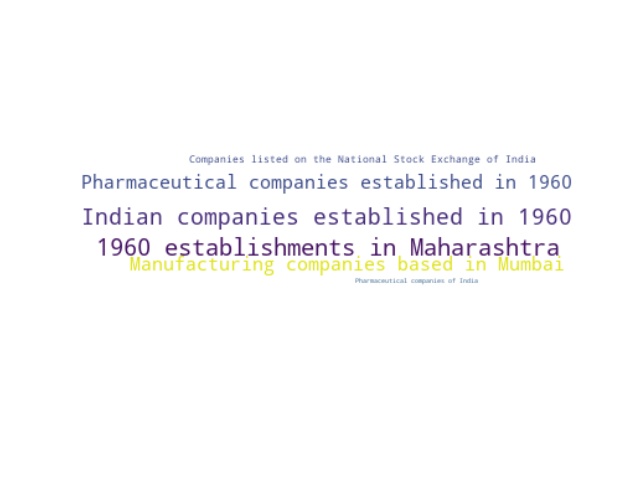 Companies listed on the National Stock Exchange of India
Pharmaceutical companies established in 1960
Indian companies established in 1960
1960 establishments in Maharashtra
Manufacturing companies based in Mumbai
Pharmaceutical companies of India